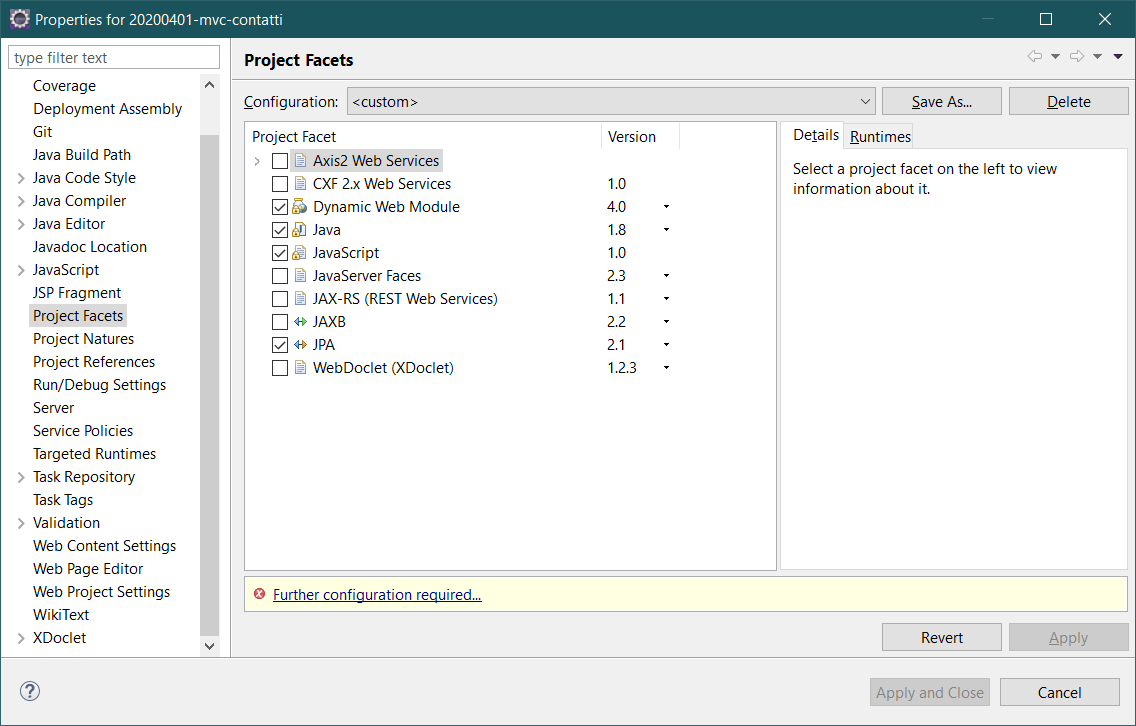 Properties for 20200401-mvc-contatti
type filter text
Coverage
Deployment Assembly
Git
Java Build Path
Java Code Style
Java Compiler
Java Editor
Javadoc Location
JavaScript
JSP Fragment
Project Facets
Project Natures
Project References
Run/Debug Settings
Server
Service Policies
Targeted Runtimes
Task Repository
Task Tags
Validation
Web Content Settings
Web Page Editor
Web Project Settings
WikiText
XDoclet
Project Facets
Configuration: <custom> Save As... Delete
Project Facet Version
Axis2 Web Services
CXF 2.x Web Services 1.0
Dynamic Web Module 4.0
Java 1.8
JavaScript 1.0
JavaServer Faces 2.3
JAX-RS (REST Web Services) 1.1
JAXB 2.2
JPA 2.1
WebDoclet (XDoclet) 1.2.3
Details Runtimes
Select a project facet on the left to view
information about it.
Further configuration required...
Revert Apply
? Apply and Close Cancel